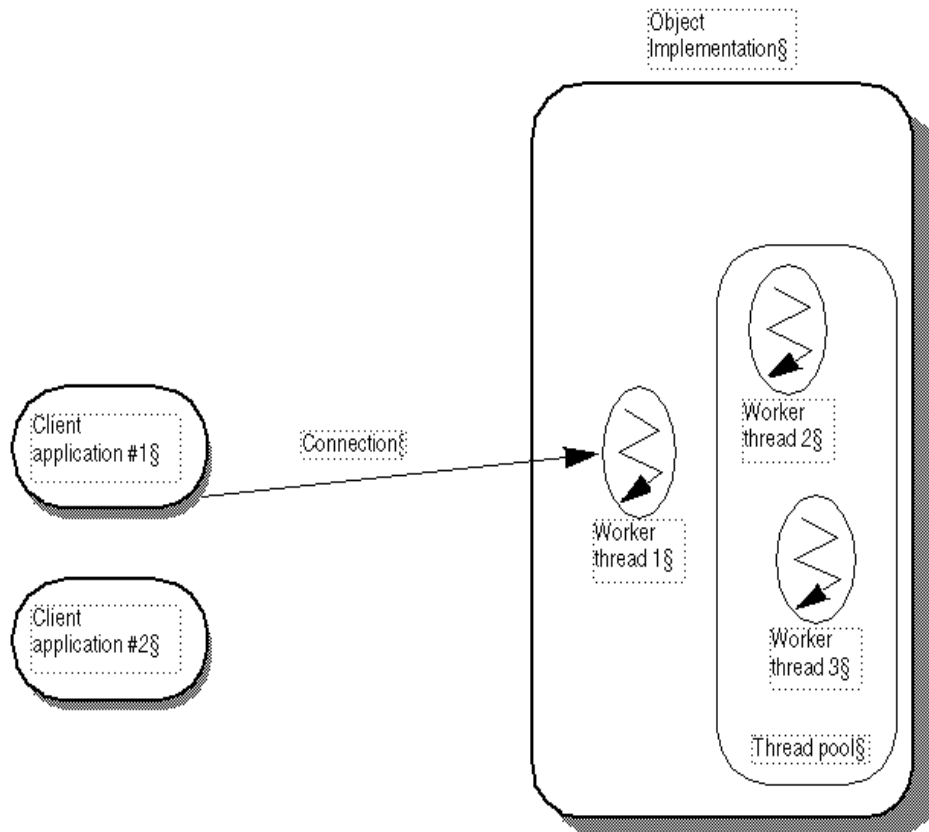 Object
Implementation§
Client
application #1§
Connection§
Worker
thread 2§
Worker
thread 1§
Client
application #2§
Worker
thread 3§
Thread pool§